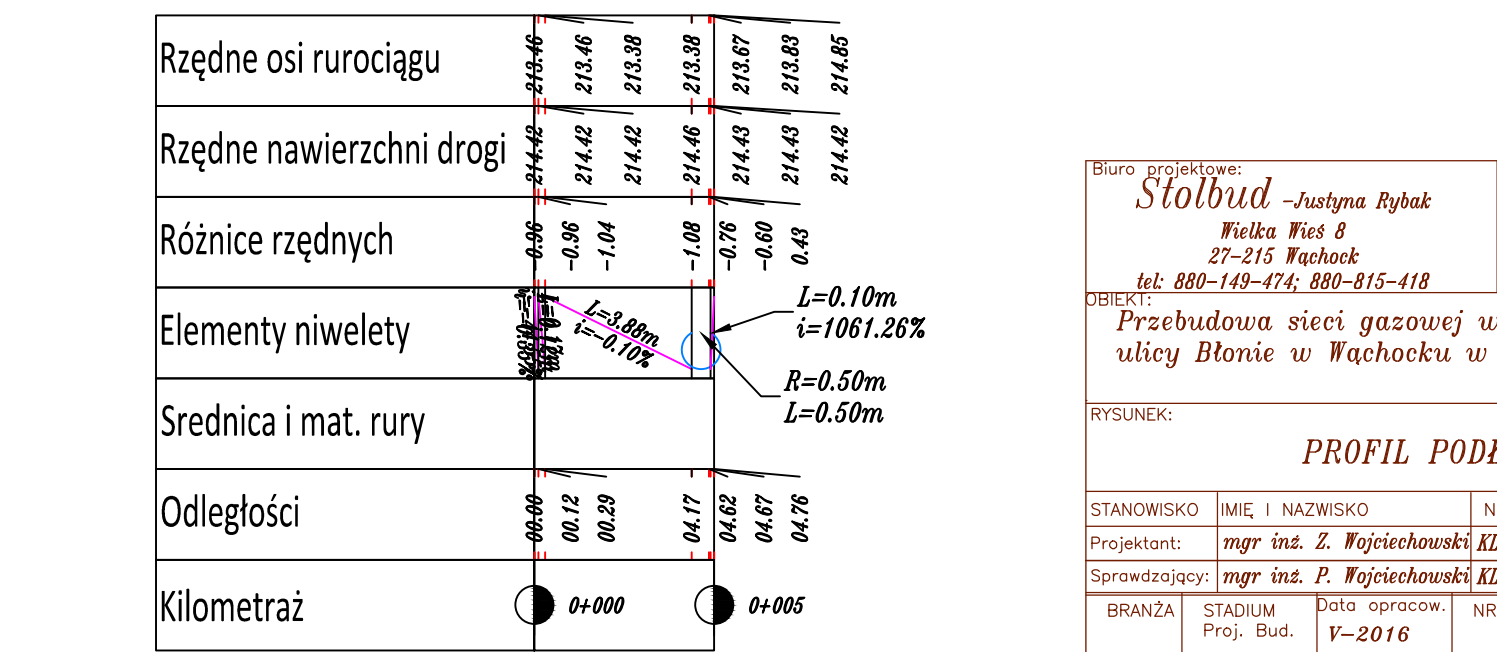 Rzędne osi rurociągu
213.46 213.46 213.38 213.38 213.67 213.83 214.85
Rzędne nawierzchni drogi
214.42 214.42 214.42 214.46 214.43 214.43 214.42
Różnice rzędnych
-0.96 -0.96 -1.04 -1.08 -0.76 -0.60 0.43
Elementy niwelety
L=3.88m
i=-0.10%
L=0.10m
i=1061.26%
R=0.50m
L=0.50m
Srednica i mat. rury
Odległości
00.00 00.12 00.29 04.17 04.62 04.67 04.76
Kilometraż
0+000 0+005
Biuro projektowe:
Stolbud -Justyna Rybak
Wielka Wieś 8
27-215 Wąchock
tel: 880-149-474; 880-815-418
OBIEKT:
Przebudowa sieci gazowej w
ulicy Błonie w Wąchocku w
RYSUNEK:
PROFIL
STANOWISKO IMIĘ I NAZWISKO N
Projektant: mgr inż. Z. Wojciechowski
Sprawdzający: mgr inż. P. Wojciechowski
BRANŻA STADIUM Data opracow. NR
Proj. Bud. V-2016